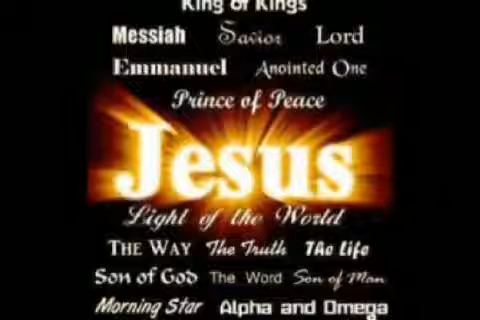 King of Kings
Messiah Savior Lord
Emmanuel Anointed One
Prince of Peace
Jesus
Light of the World
THE WAY The Truth The Life
SON OF GOD The Word Son of Man
Morning Star Alpha and Omega